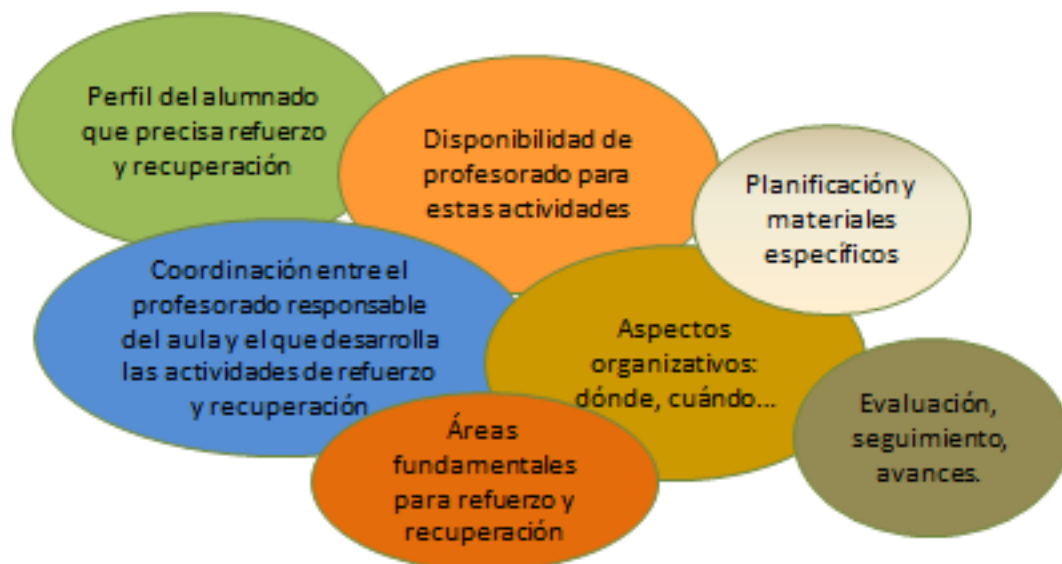 Perfil del alumnado
que precisa refuerzo
y recuperación
Disponibilidad de
profesorado para
estas actividades
Planificación y
materiales
específicos
Coordinación entre el
profesorado responsable
del aula y el que desarrolla
las actividades de refuerzo
y recuperación
Aspectos
organizativos:
dónde, cuándo...
Áreas
fundamentales
para refuerzo y
recuperación
Evaluación,
seguimiento,
avances.